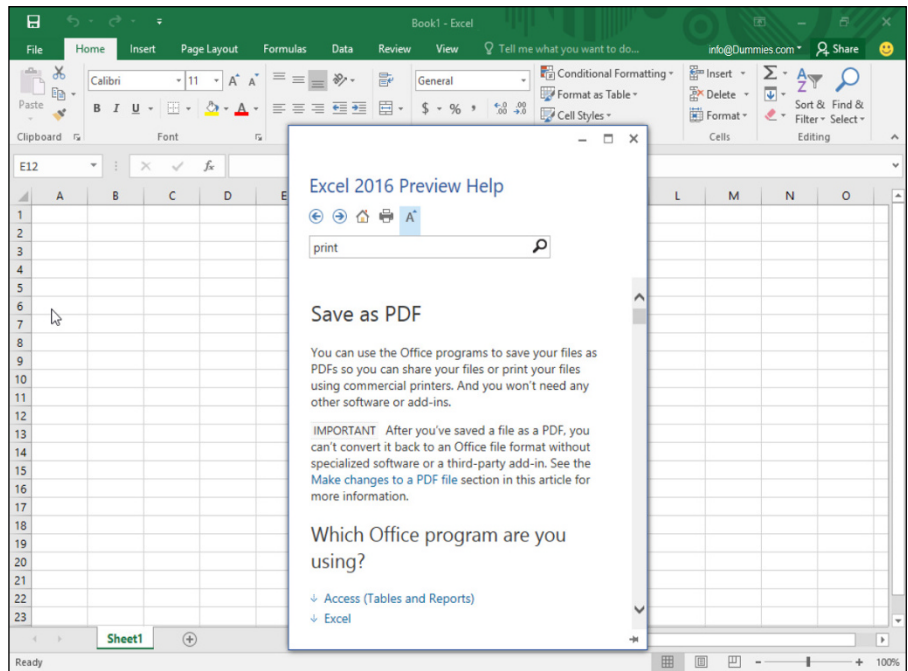 Book1 - Excel
File Home Insert Page Layout Formulas Data Review View Tell me what you want to do... info@Dummies.com Share
Calibri 11 A A General Conditional Formatting Insert Σ A Z
Paste B I U A $ % , .00 .0 Format as Table Delete Sort & Find &
Cell Styles Format Filter Select
Clipboard Font Cells Editing
E12 fx
A B C D E L M N O
1
2
3
4
5
6
7
8
9
10
11
12
13
14
15
16
17
18
19
20
21
22
23
Excel 2016 Preview Help
A
print
Save as PDF
You can use the Office programs to save your files as
PDFs so you can share your files or print your files
using commercial printers. And you won't need any
other software or add-ins.
IMPORTANT After you've saved a file as a PDF, you
can't convert it back to an Office file format without
specialized software or a third-party add-in. See the
Make changes to a PDF file section in this article for
more information.
Which Office program are you
using?
Access (Tables and Reports)
Excel
Sheet1
Ready 100%